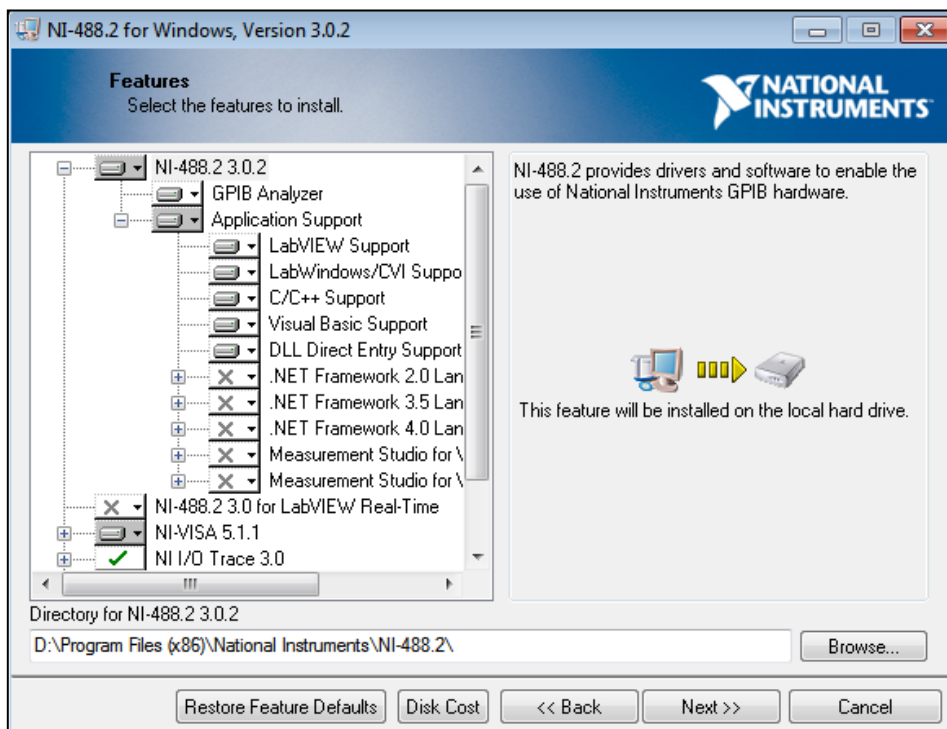 NI-488.2 for Windows, Version 3.0.2
Features
Select the features to install.
NATIONAL
INSTRUMENTS™
NI-488.2 3.0.2
GPIB Analyzer
Application Support
LabVIEW Support
LabWindows/CVI Suppo
C/C++ Support
Visual Basic Support
DLL Direct Entry Support
.NET Framework 2.0 Lan
.NET Framework 3.5 Lan
.NET Framework 4.0 Lan
Measurement Studio for \
Measurement Studio for \
NI-488.2 3.0 for LabVIEW Real-Time
NI-VISA 5.1.1
NI I/O Trace 3.0
NI-488.2 provides drivers and software to enable the
use of National Instruments GPIB hardware.
This feature will be installed on the local hard drive.
Directory for NI-488.2 3.0.2
D:\Program Files (x86)\National Instruments\NI-488.2\
Browse...
Restore Feature Defaults
Disk Cost
<< Back
Next >>
Cancel